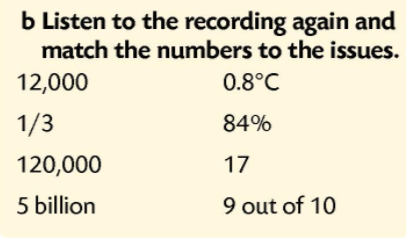 b Listen to the recording again and
match the numbers to the issues.
12,000 0.8°C
1/3 84%
120,000 17
5 billion 9 out of 10